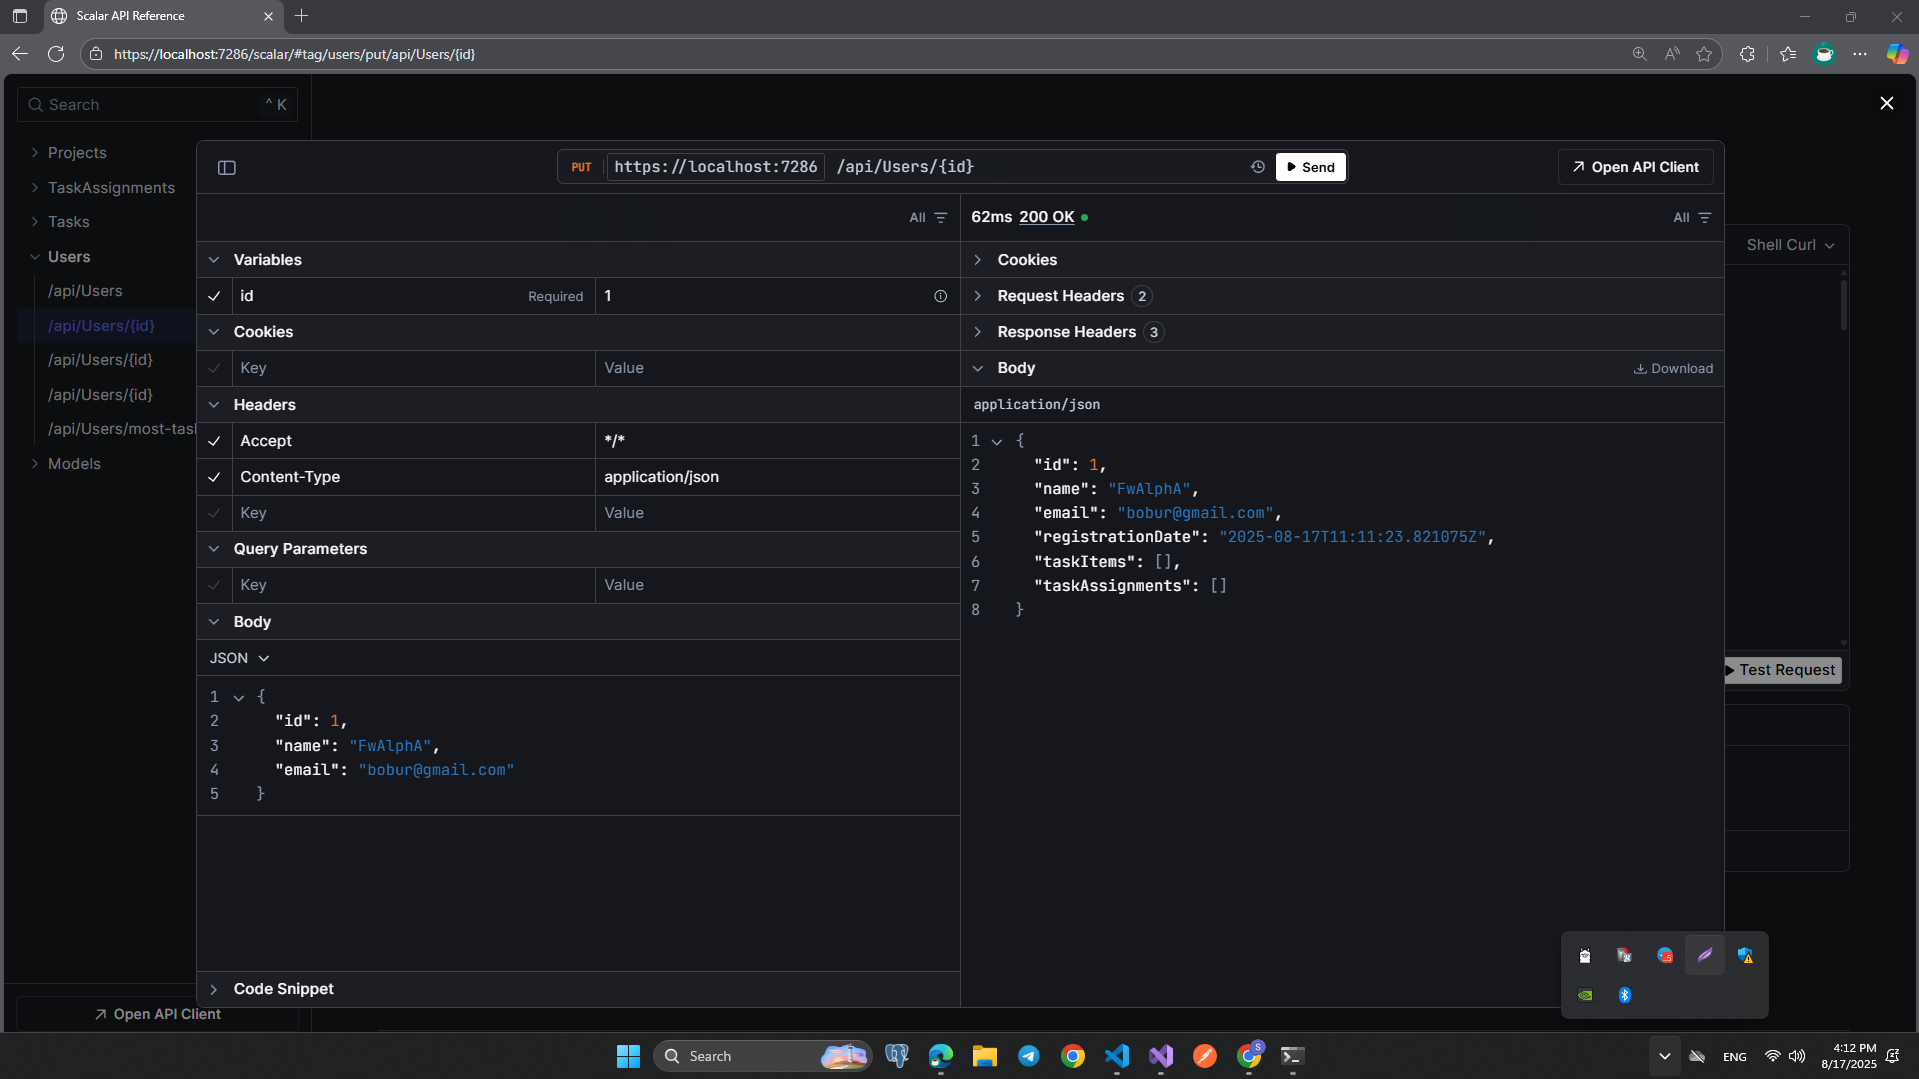 Scalar API Reference
https://localhost:7286/scalar/#tag/users/put/api/Users/{id}
Search ^ K
Projects
TaskAssignments
Tasks
Users
/api/Users
/api/Users/{id}
/api/Users/{id}
/api/Users/{id}
/api/Users/most-tas
Models
Open API Client
PUT https://localhost:7286 /api/Users/{id}
Send
Open API Client
All
Variables
id Required 1
Cookies
Key Value
Headers
Accept */*
Content-Type application/json
Key Value
Query Parameters
Key Value
Body
JSON
1 {
2 "id": 1,
3 "name": "FwAlphA",
4 "email": "bobur@gmail.com"
5 }
Code Snippet
62ms 200 OK
All
Cookies
Request Headers 2
Response Headers 3
Body Download
application/json
1 {
2 "id": 1,
3 "name": "FwAlphA",
4 "email": "bobur@gmail.com",
5 "registrationDate": "2025-08-17T11:11:23.821075Z",
6 "taskItems": [],
7 "taskAssignments": []
8 }
Shell Curl
Test Request
Search
S
ENG
4:12 PM
8/17/2025